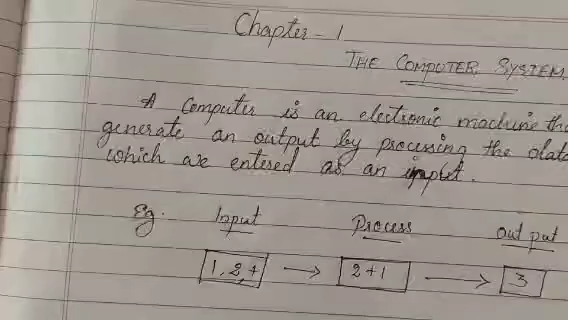 Chapter - 1
THE COMPUTER SYSTEM
A Computer is an electronic machine tha
generate an output by processing the data
which are entered as an input.
Eg. Input Process Output
1, 2, + → 2+1 → 3